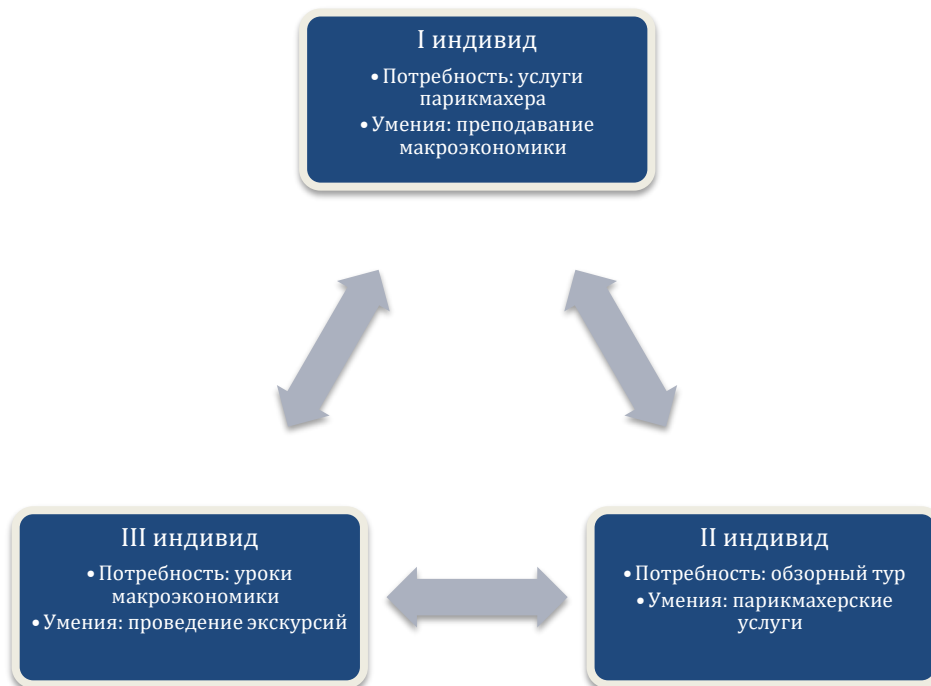 I индивид
• Потребность: услуги
парикмахера
• Умения: преподавание
макроэкономики
III индивид
• Потребность: уроки
макроэкономики
• Умения: проведение экскурсий
II индивид
• Потребность: обзорный тур
• Умения: парикмахерские
услуги